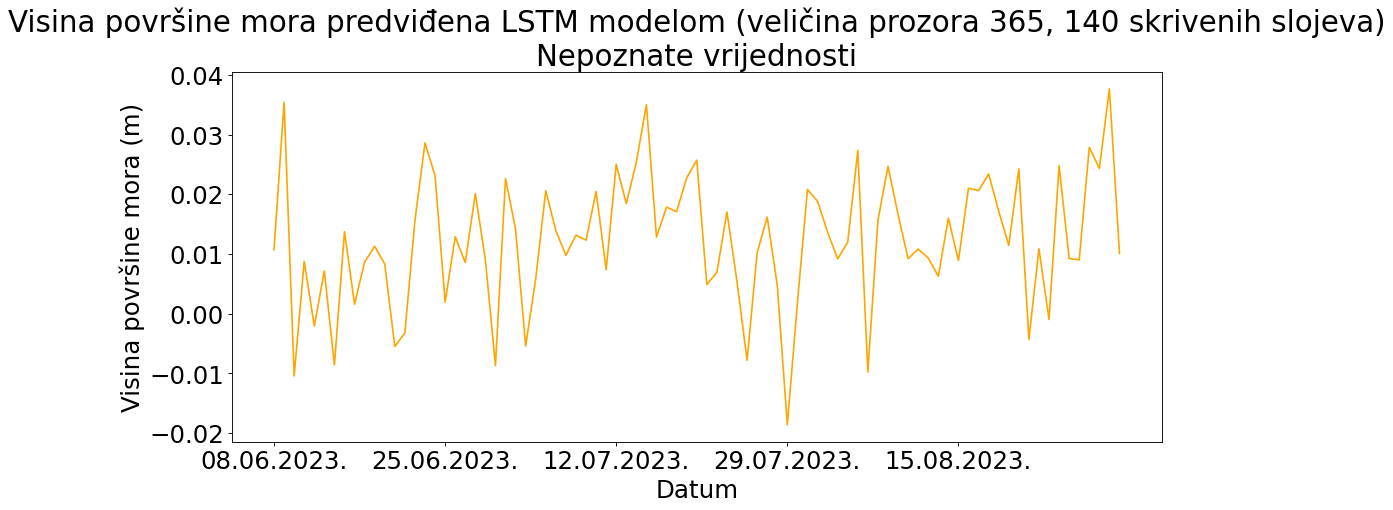 Visina površine mora predviđena LSTM modelom (veličina prozora 365, 140 skrivenih slojeva)
Nepoznate vrijednosti
Visina površine mora (m)
0.04
0.03
0.02
0.01
0.00
−0.01
−0.02
08.06.2023. 25.06.2023. 12.07.2023. 29.07.2023. 15.08.2023.
Datum